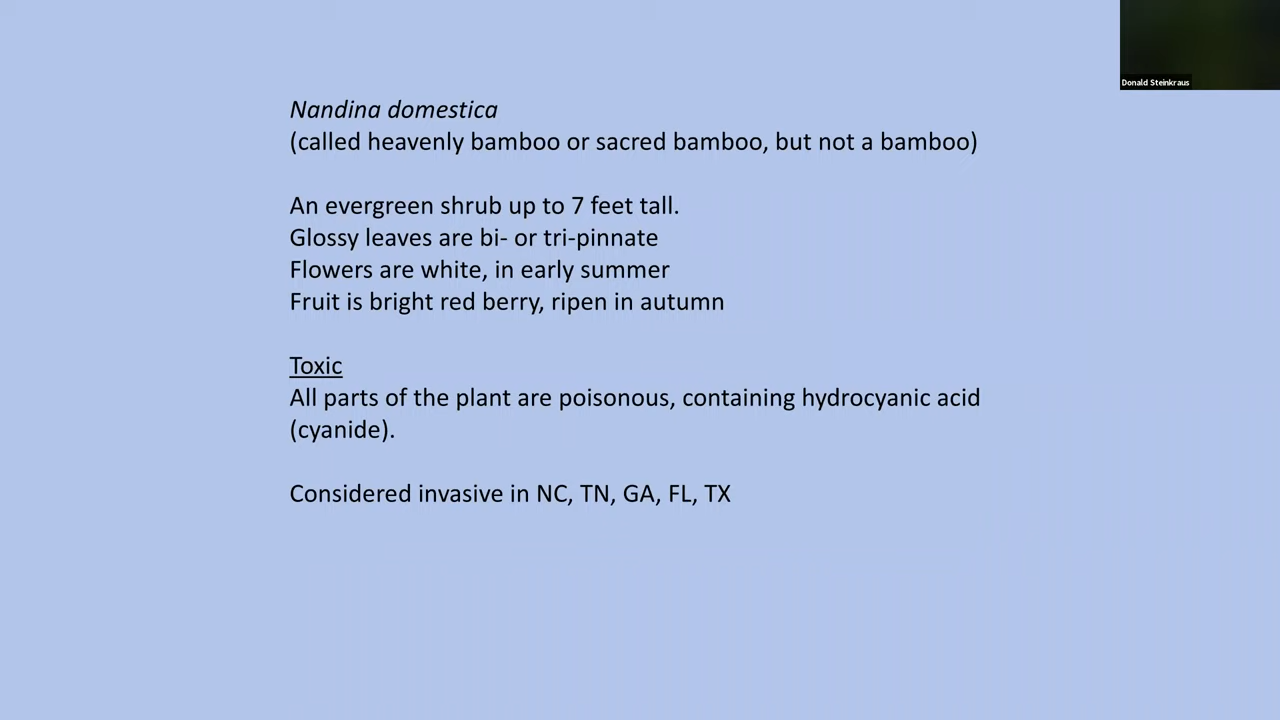 Donald Steinkraus
Nandina domestica
(called heavenly bamboo or sacred bamboo, but not a bamboo)
An evergreen shrub up to 7 feet tall.
Glossy leaves are bi- or tri-pinnate
Flowers are white, in early summer
Fruit is bright red berry, ripen in autumn
Toxic
All parts of the plant are poisonous, containing hydrocyanic acid
(cyanide).
Considered invasive in NC, TN, GA, FL, TX